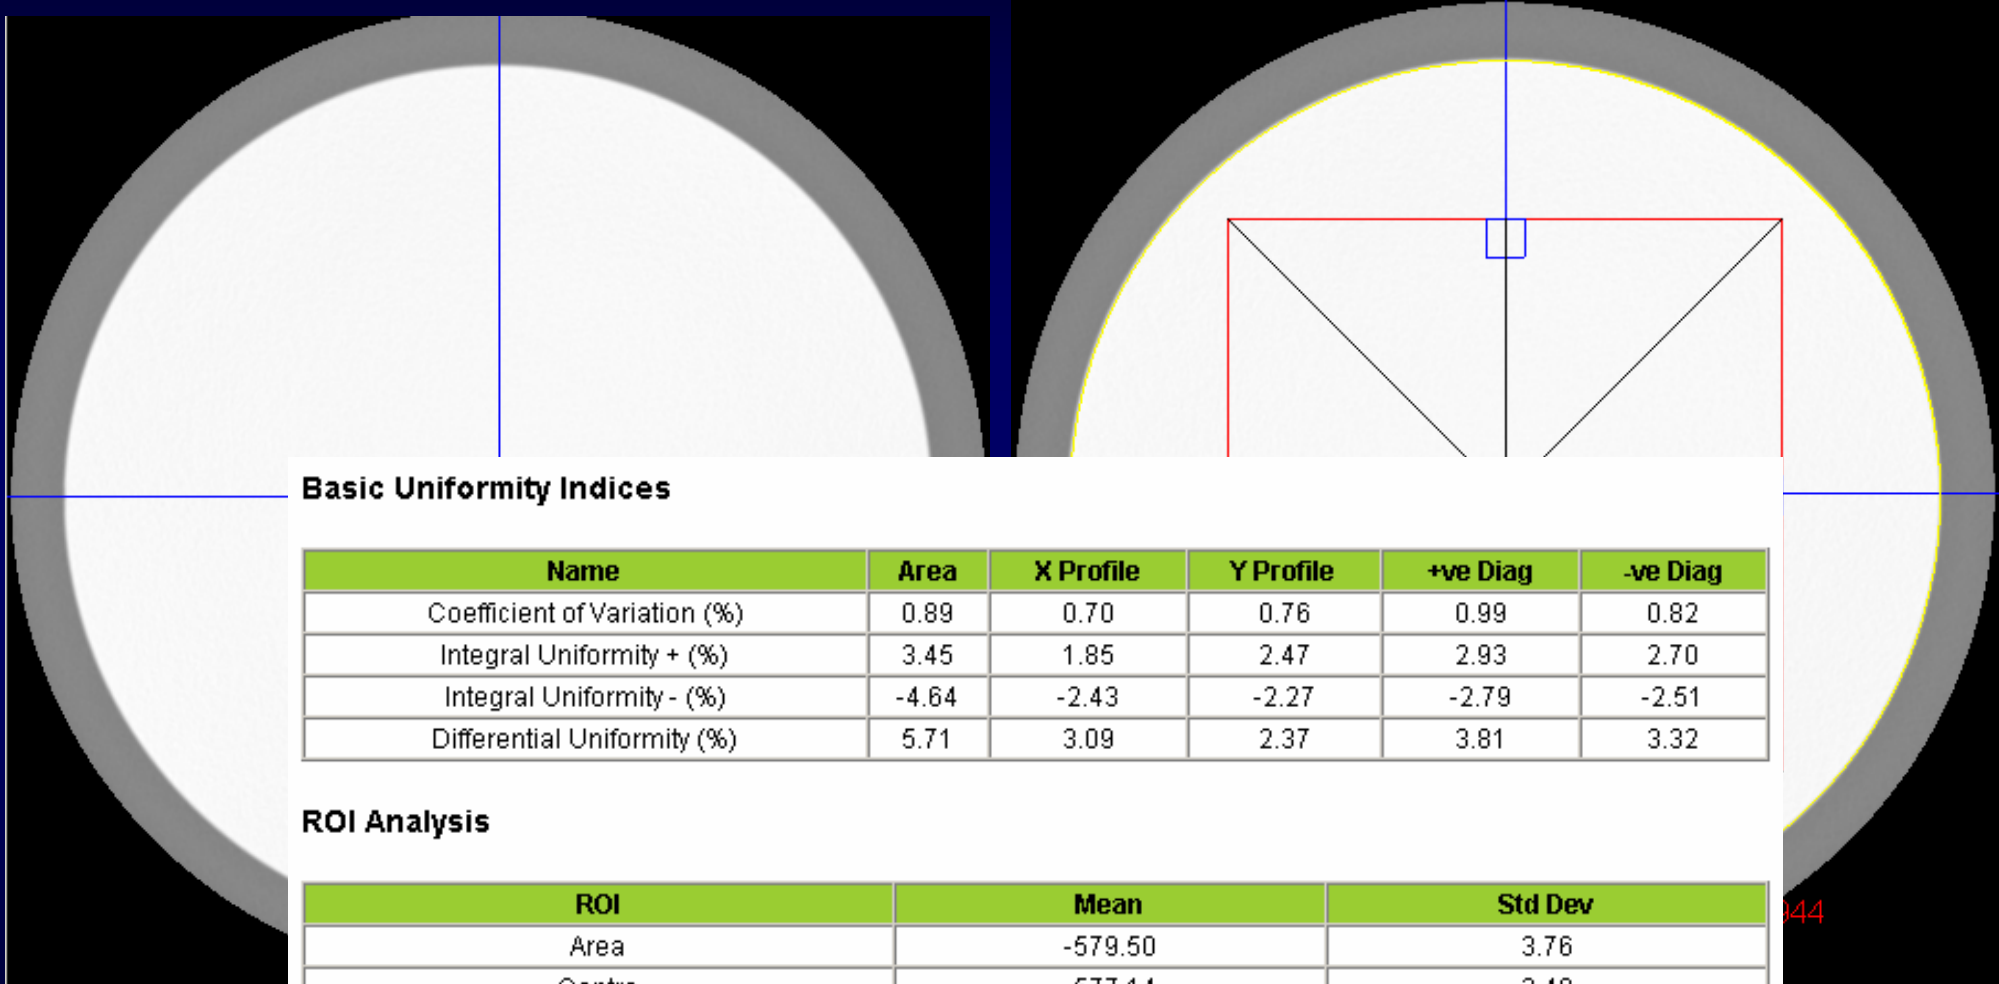 Basic Uniformity Indices
Name Area X Profile Y Profile +ve Diag -ve Diag
Coefficient of Variation (%) 0.89 0.70 0.76 0.99 0.82
Integral Uniformity + (%) 3.45 1.85 2.47 2.93 2.70
Integral Uniformity - (%) -4.64 -2.43 -2.27 -2.79 -2.51
Differential Uniformity (%) 5.71 3.09 2.37 3.81 3.32
ROI Analysis
ROI Mean Std Dev
944
Area -579.50 3.76